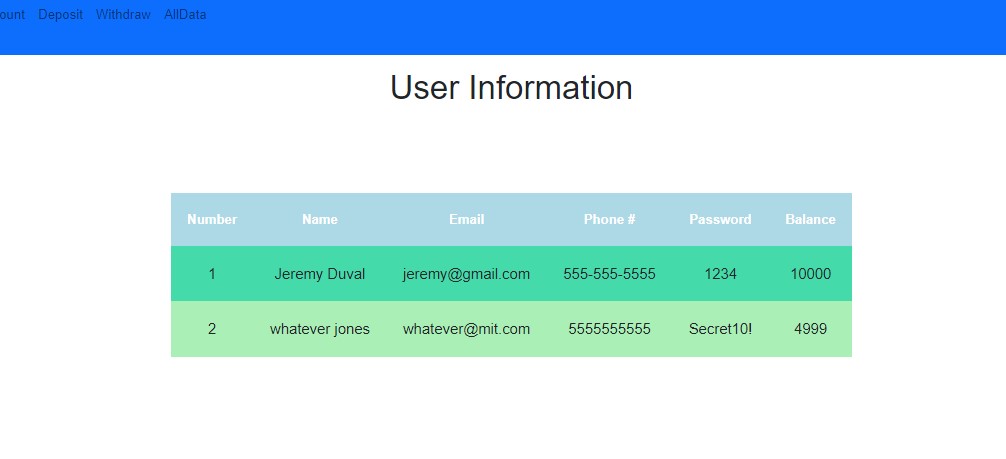 ount Deposit Withdraw AllData
User Information
Number Name Email Phone # Password Balance
1 Jeremy Duval jeremy@gmail.com 555-555-5555 1234 10000
2 whatever jones whatever@mit.com 5555555555 Secret10! 4999